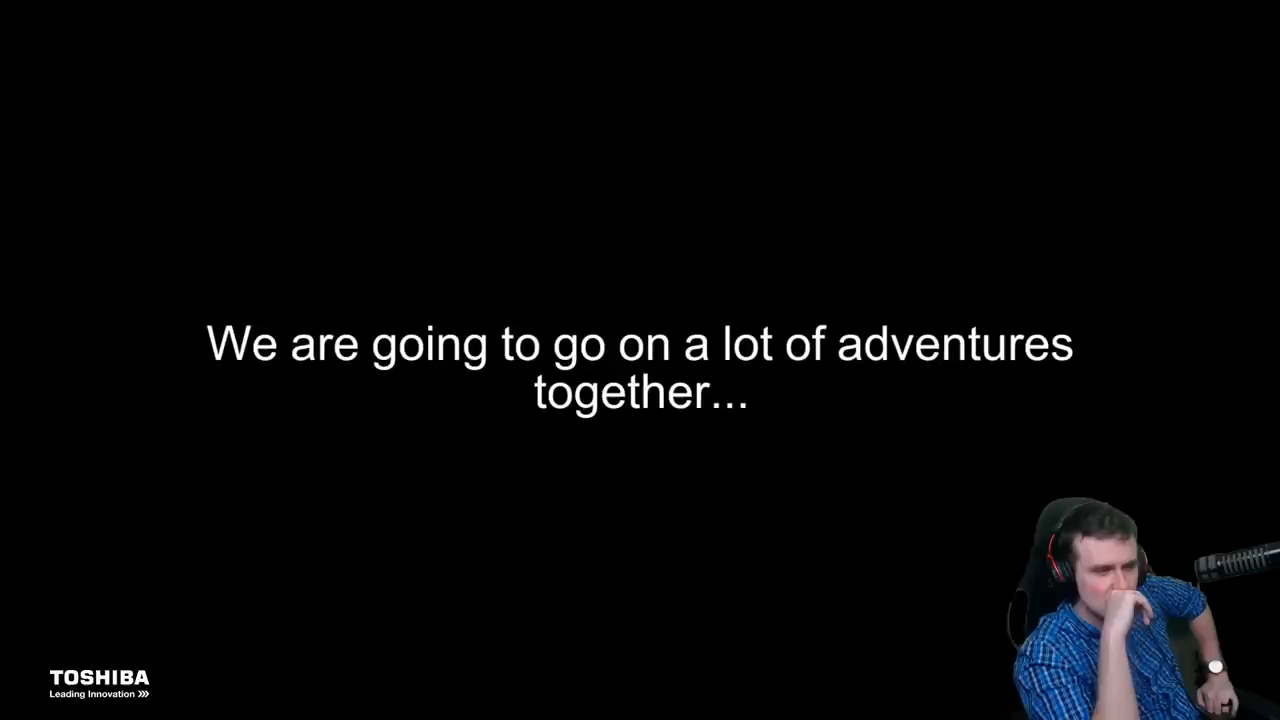 We are going to go on a lot of adventures
together...
TOSHIBA
Leading Innovation >>>